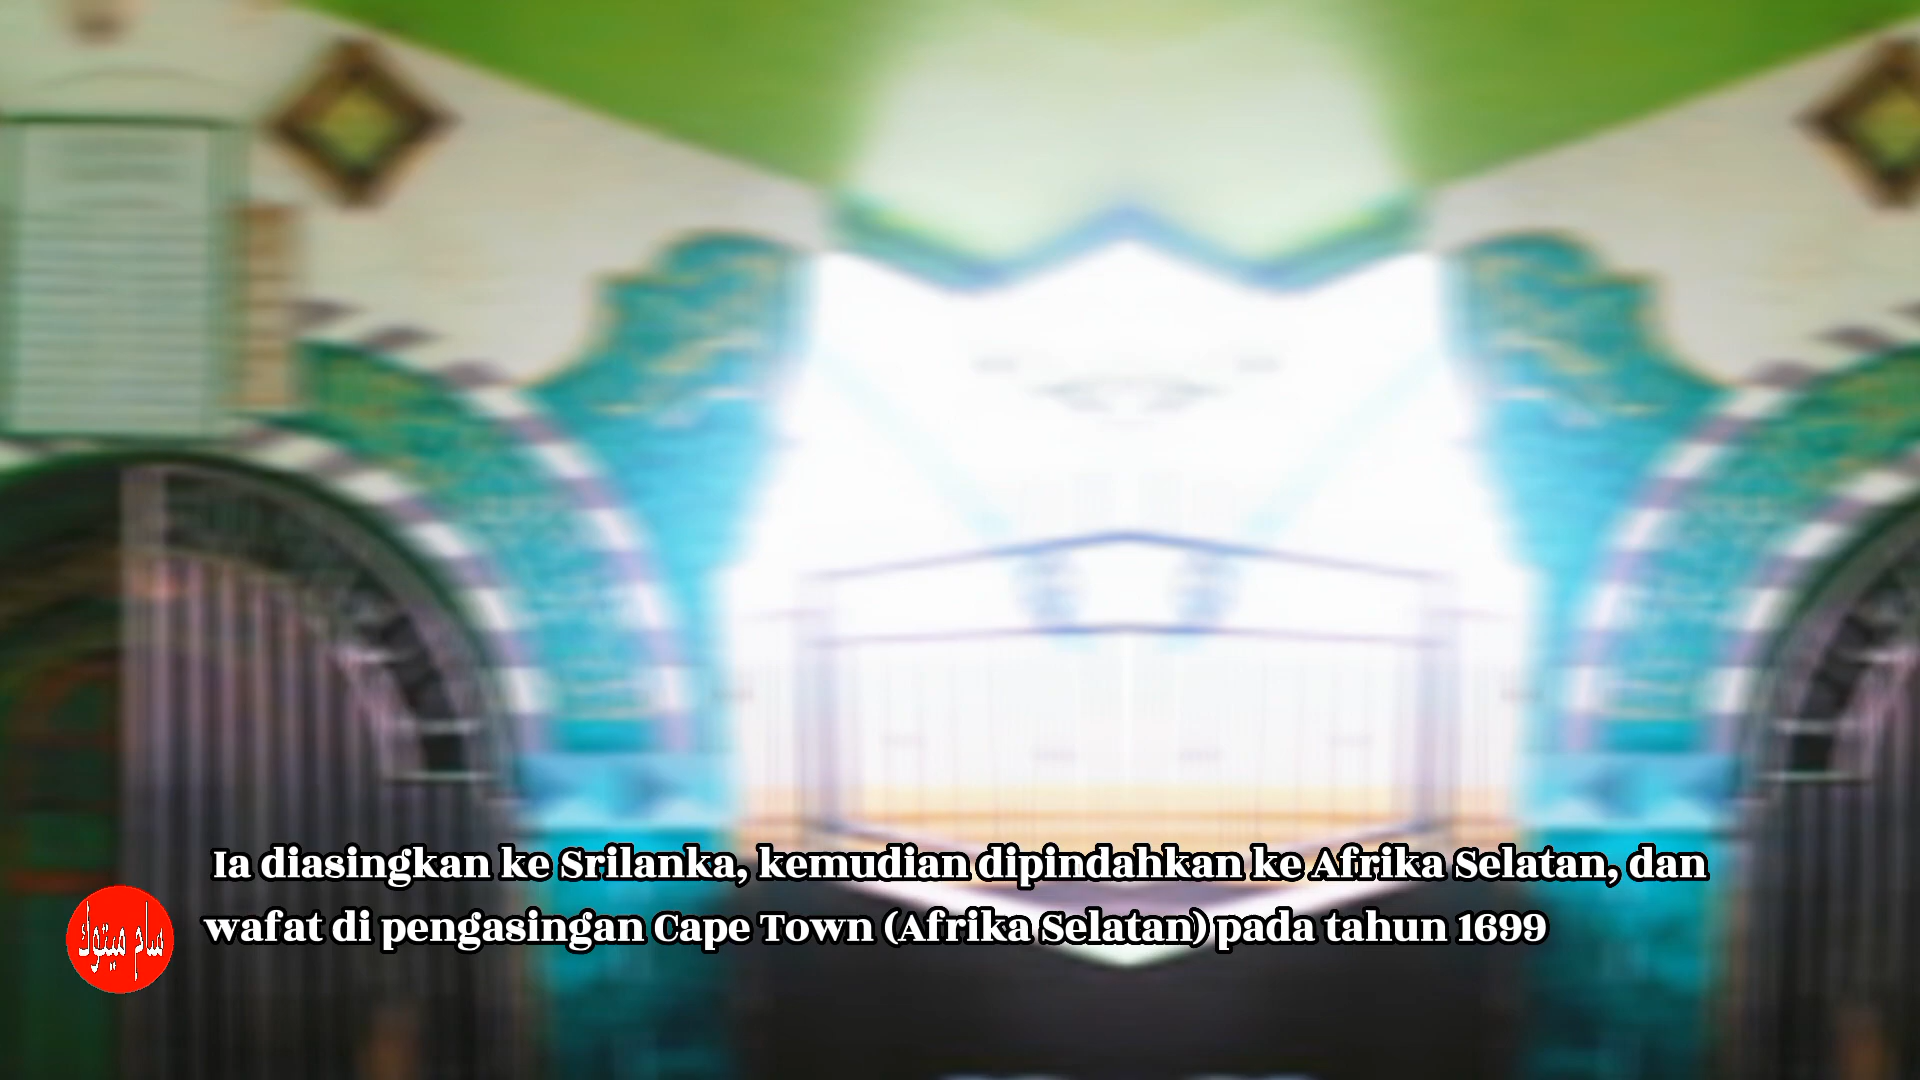 Ia diasingkan ke Srilanka, kemudian dipindahkan ke Afrika Selatan, dan
wafat di pengasingan Cape Town (Afrika Selatan) pada tahun 1699
سام ميتوك